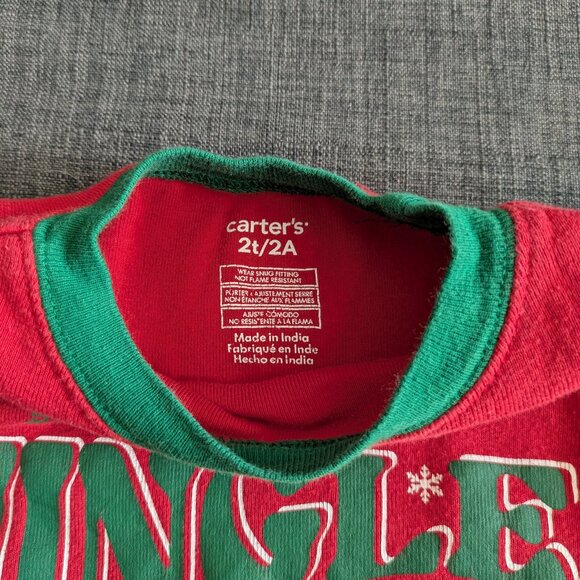 carter's
2t/2A
WEAR SNUG FITTING
NOT FLAME RESISTANT
PORTER AJUSTEMENT SERRÉ
NON ÉTANCHE AUX FLAMMES
AJUSTE CÓMODO
NO RESISTENTE A LA FLAMA
Made in India
Fabriqué en Inde
Hecho en India
INGLE